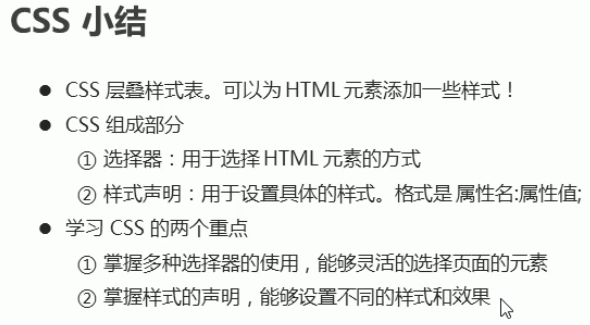 CSS 小结
● CSS 层叠样式表。可以为 HTML 元素添加一些样式！
● CSS 组成部分
① 选择器：用于选择 HTML 元素的方式
② 样式声明：用于设置具体的样式。格式是 属性名:属性值;
● 学习 CSS 的两个重点
① 掌握多种选择器的使用，能够灵活的选择页面的元素
② 掌握样式的声明，能够设置不同的样式和效果